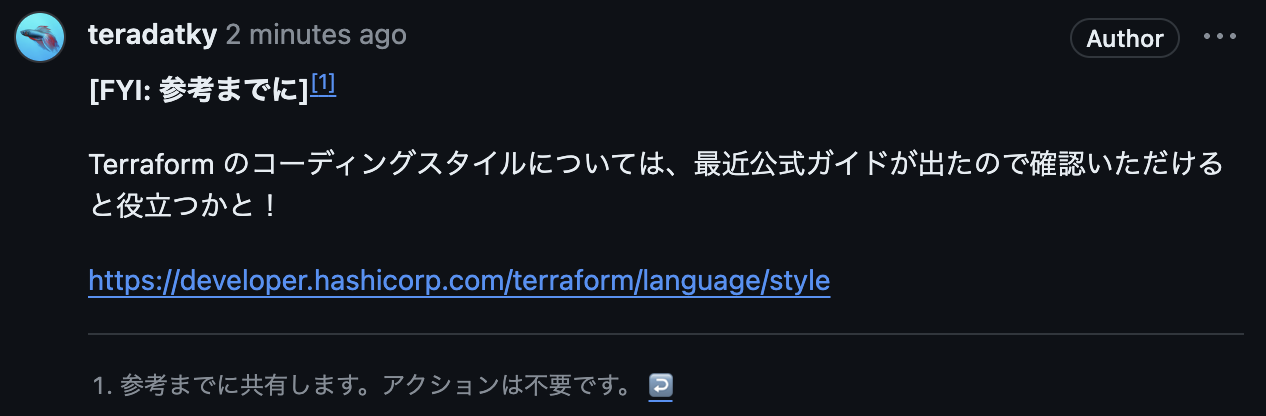 teradatky 2 minutes ago
Author
[FYI: 参考までに][1]
Terraform のコーディングスタイルについては、最近公式ガイドが出たので確認いただける
と役立つかと！
https://developer.hashicorp.com/terraform/language/style
1. 参考までに共有します。アクションは不要です。 ↩